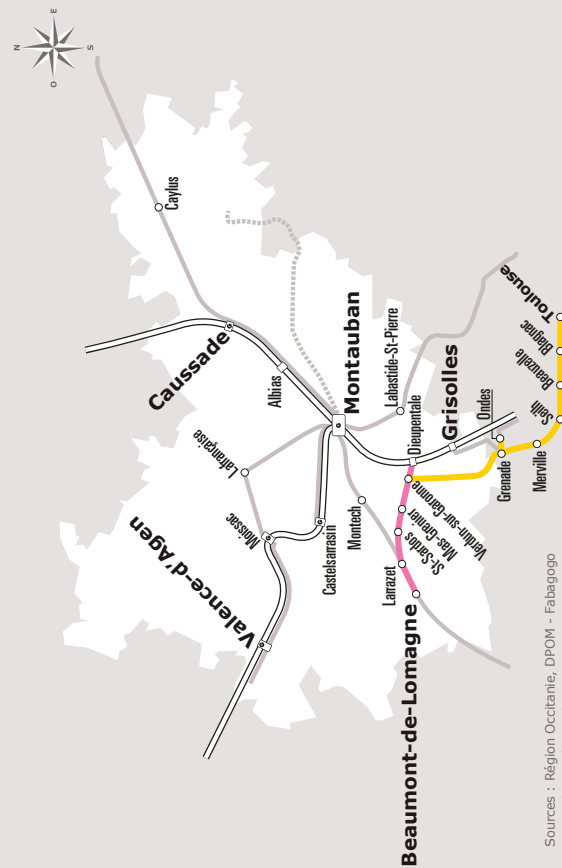 N
E
S
O
Caylus
Caussade
Albias
Lafrançaise
Montauban
Labastide-St-Pierre
Moissac
Valence-d'Agen
Castelsarrasin
Montech
Dieupentale
Grisolles
Verdun-sur-Garonne
Mas-Grenier
St-Sardos
Larrazet
Beaumont-de-Lomagne
Ondes
Grenade
Merville
Seilh
Beauzelle
Blagnac
Toulouse
Sources : Région Occitanie, DPOM - Fabagogo